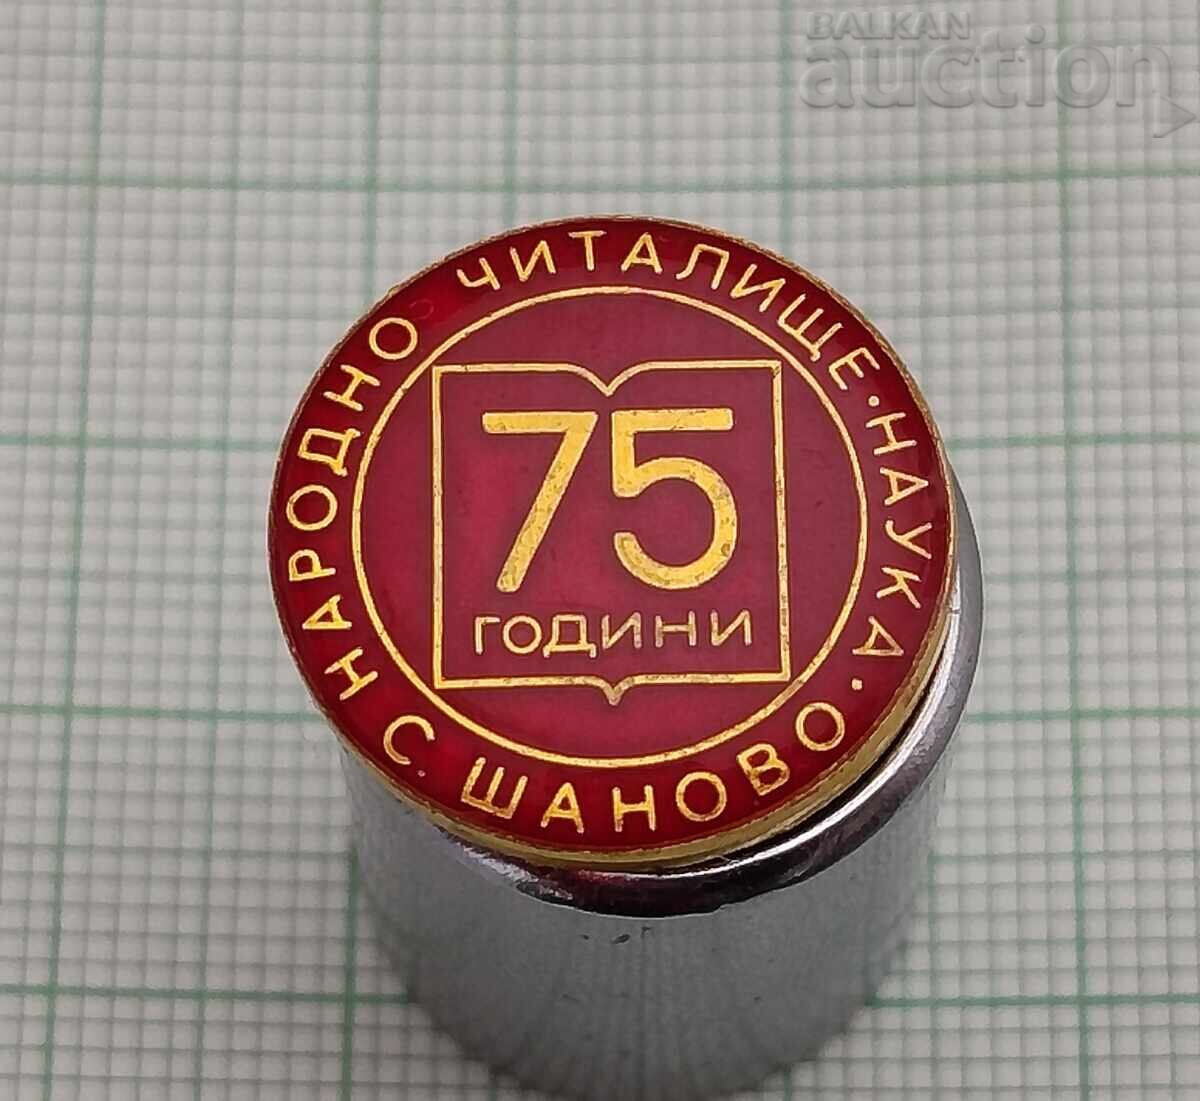 BALKAN
auction
75
ГОДИНИ
НАРОДНО ЧИТАЛИЩЕ · НАУКА ·
Н С. ШАНОВО